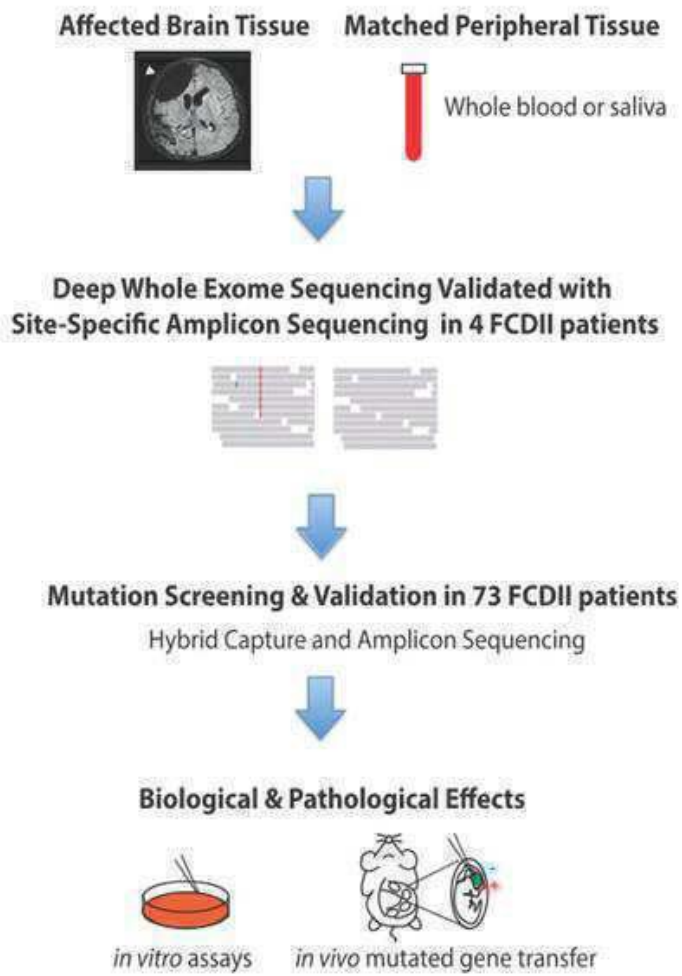 Affected Brain Tissue Matched Peripheral Tissue
Whole blood or saliva
Deep Whole Exome Sequencing Validated with
Site-Specific Amplicon Sequencing in 4 FCDII patients
Mutation Screening & Validation in 73 FCDII patients
Hybrid Capture and Amplicon Sequencing
Biological & Pathological Effects
- 
+
in vitro assays in vivo mutated gene transfer